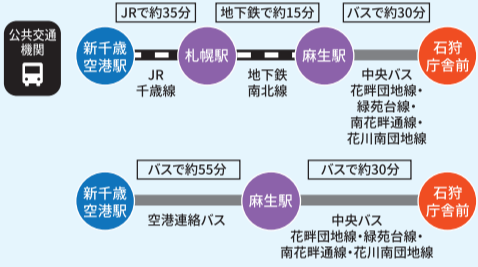 公共交通
機関
JRで約35分
地下鉄で約15分
バスで約30分
新千歳
空港駅
札幌駅
麻生駅
石狩
庁舎前
JR
千歳線
地下鉄
南北線
中央バス
花畔団地線・
緑苑台線・
南花畔通線・
花川南団地線
バスで約55分
バスで約30分
新千歳
空港駅
麻生駅
石狩
庁舎前
空港連絡バス
中央バス
花畔団地線・緑苑台線・
南花畔通線・花川南団地線